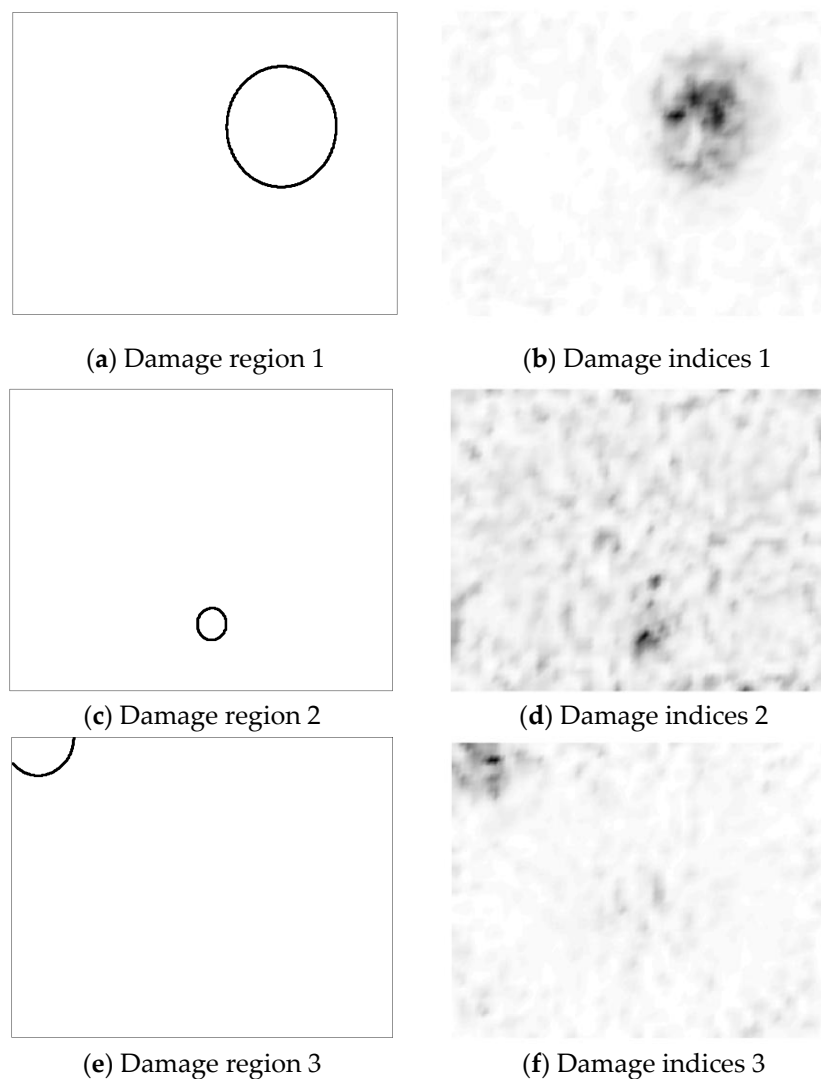 (a) Damage region 1
(b) Damage indices 1
(c) Damage region 2
(d) Damage indices 2
(e) Damage region 3
(f) Damage indices 3